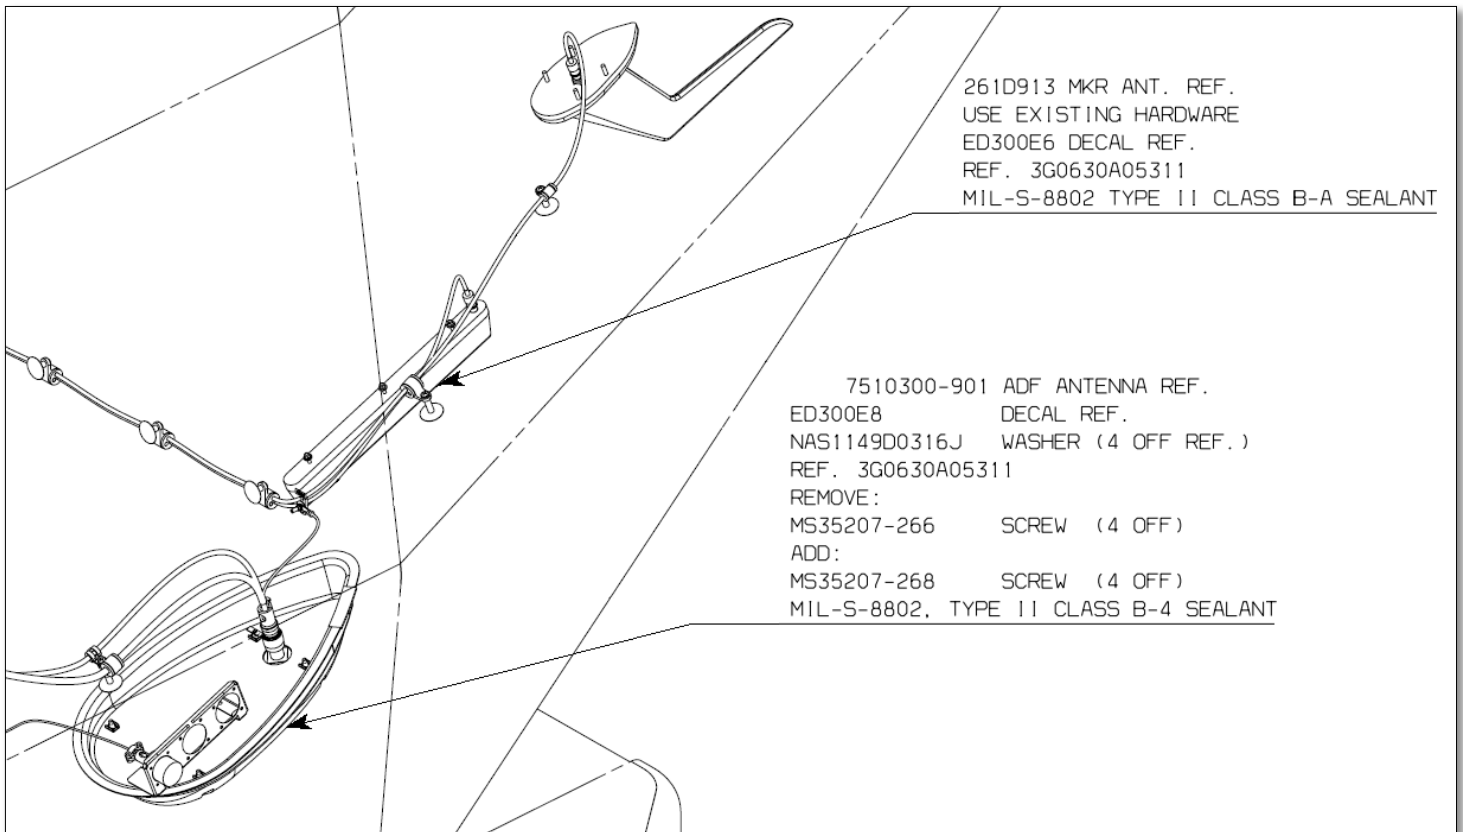 261D913 MKR ANT. REF.
USE EXISTING HARDWARE
ED300E6 DECAL REF.
REF. 3G0630A05311
MIL-S-8802 TYPE II CLASS B-A SEALANT
7510300-901 ADF ANTENNA REF.
ED300E8 DECAL REF.
NAS1149D0316J WASHER (4 OFF REF.)
REF. 3G0630A05311
REMOVE:
MS35207-266 SCREW (4 OFF)
ADD:
MS35207-268 SCREW (4 OFF)
MIL-S-8802, TYPE II CLASS B-4 SEALANT